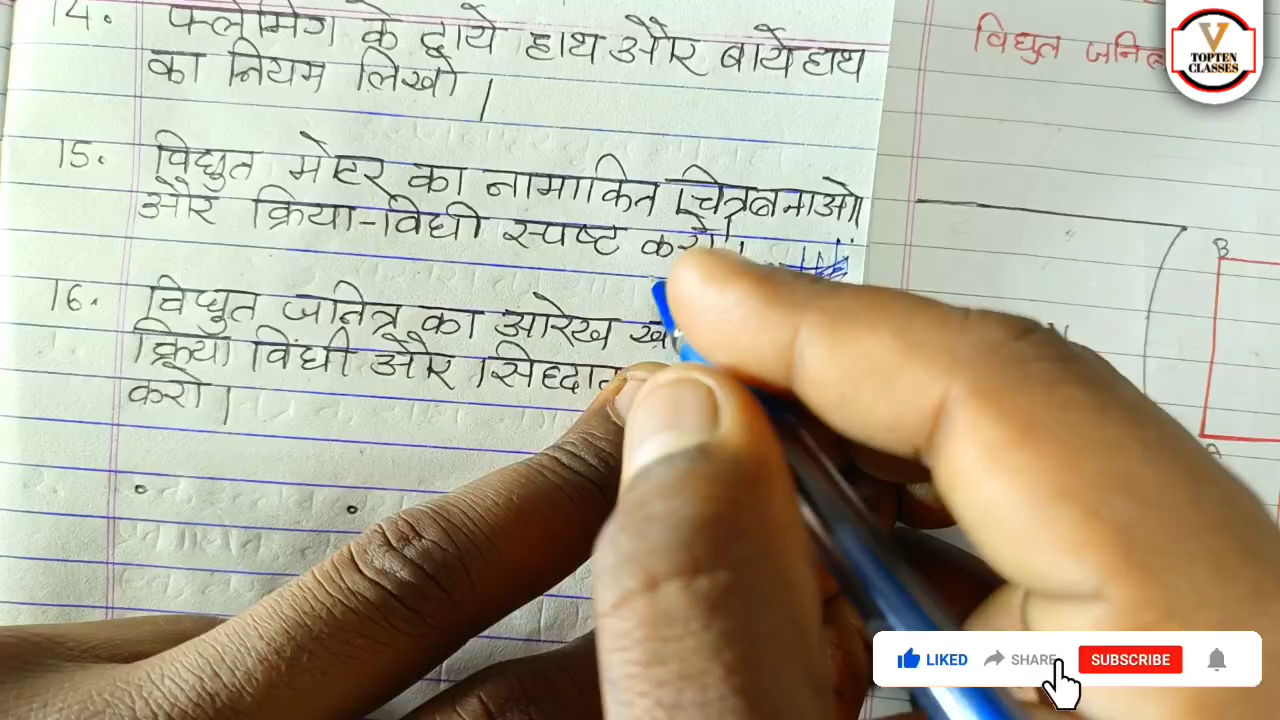 14. फ्लेमिंग के दायें हाथ और बायें हाथ
का नियम लिखो |
15. विधुत मोटर का नामाकित चित्र बनाओ
और क्रिया-विधी स्पष्ट करो |
16. विधुत जनित्र का आरेख
क्रिया विधी और
करो |
विधुत
B
V
TOPTEN
CLASSES
LIKED
SHARE
SUBSCRIBE